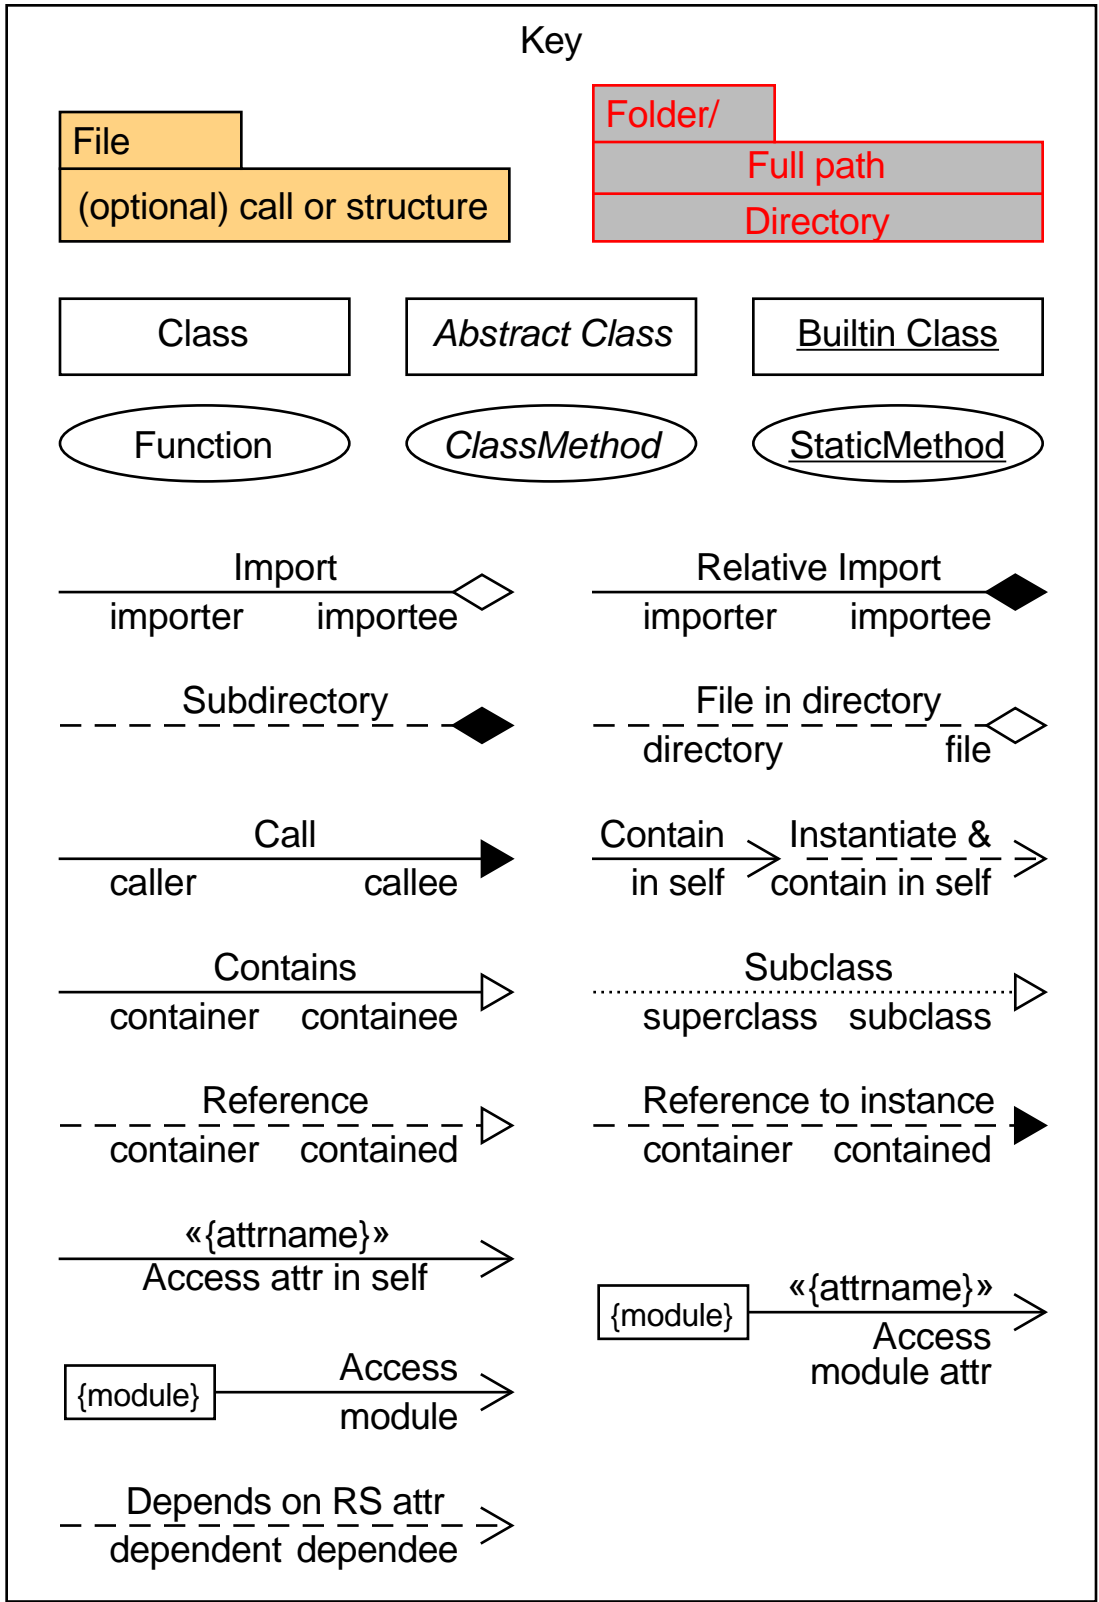 Key
File
(optional) call or structure
Folder/
Full path
Directory
Class
Abstract Class
Builtin Class
Function
ClassMethod
StaticMethod
Import
importer importee
Relative Import
importer importee
Subdirectory
File in directory
directory file
Call
caller callee
Contain
in self
Instantiate &
contain in self
Contains
container containee
Subclass
superclass subclass
Reference
container contained
Reference to instance
container contained
«{attrname}»
Access attr in self
{module}
«{attrname}»
Access
module attr
{module}
Access
module
Depends on RS attr
dependent dependee